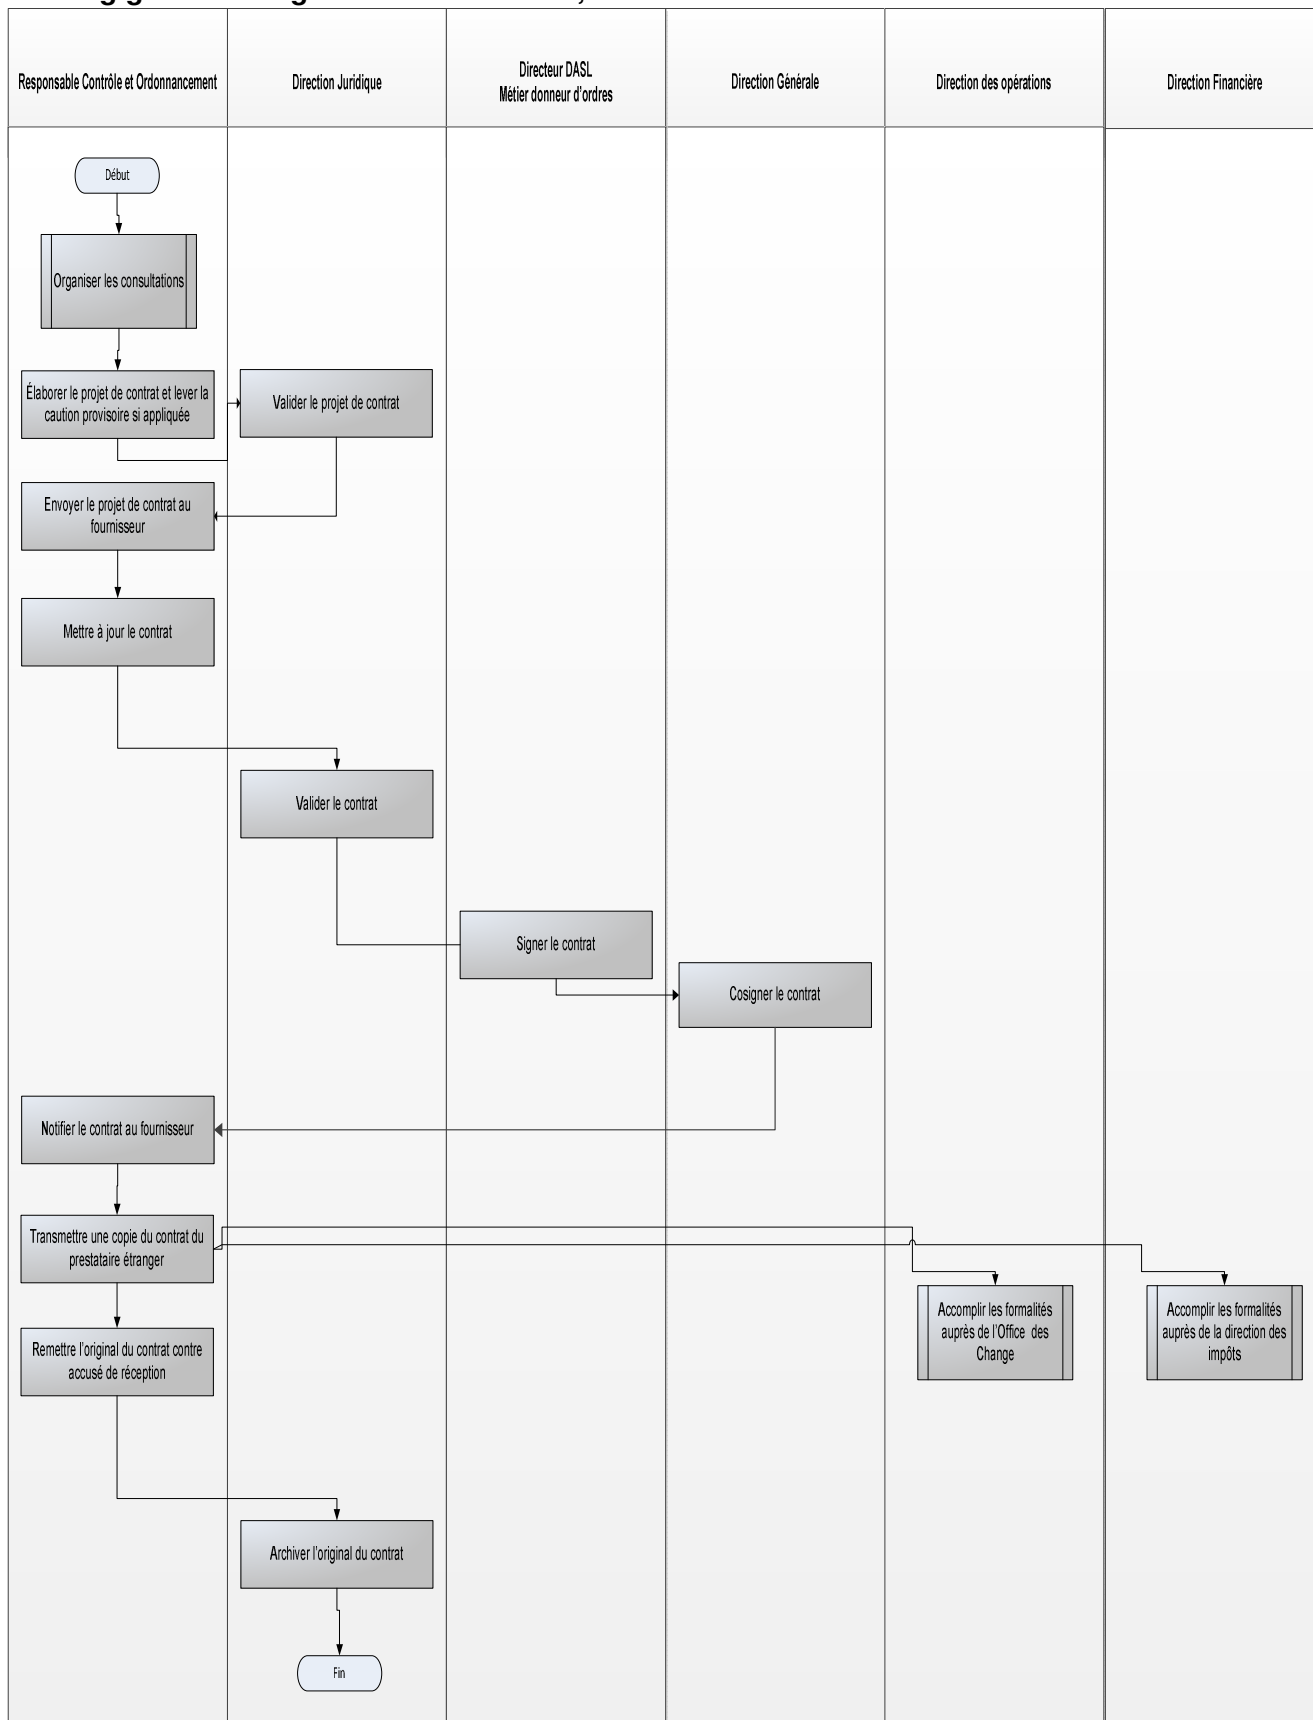 Responsable Contrôle et Ordonnancement
Direction Juridique
Directeur DASL
Métier donneur d'ordres
Direction Générale
Direction des opérations
Direction Financière
Début
Organiser les consultations
Élaborer le projet de contrat et lever la
caution provisoire si appliquée
Valider le projet de contrat
Envoyer le projet de contrat au
fournisseur
Mettre à jour le contrat
Valider le contrat
Signer le contrat
Cosigner le contrat
Notifier le contrat au fournisseur
Transmettre une copie du contrat du
prestataire étranger
Accomplir les formalités
auprès de l'Office des
Change
Accomplir les formalités
auprès de la direction des
impôts
Remettre l'original du contrat contre
accusé de réception
Archiver l'original du contrat
Fin